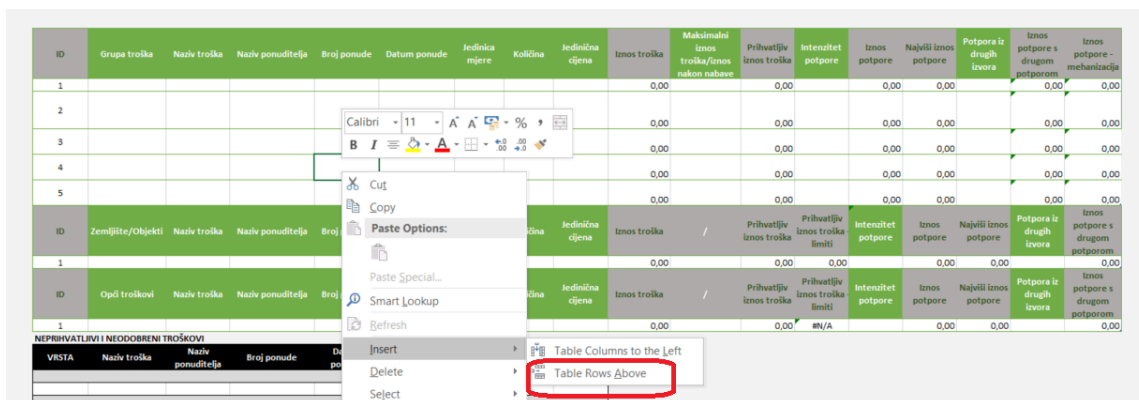 ID Grupa troška Naziv troška Naziv ponuditelja Broj ponude Datum ponude Jedinica mjere Količina Jedinična cijena Iznos troška Maksimalni iznos troška/iznos nakon nabave Prihvatljiv iznos troška Intenzitet potpore Iznos potpore Najviši iznos potpore Potpora iz drugih izvora Iznos potpore s drugom potporom Iznos potpore - mehanizacija
1 0,00 0,00 0,00 0,00 0,00 0,00
2 0,00 0,00 0,00 0,00 0,00 0,00
Calibri 11 A A % ,
B I A
3 0,00 0,00 0,00 0,00 0,00 0,00
4 0,00 0,00 0,00 0,00 0,00 0,00
5 0,00 0,00 0,00 0,00 0,00 0,00
Cut
Copy
Paste Options:
Paste Special...
Smart Lookup
Refresh
Insert
Delete
Select
Table Columns to the Left
Table Rows Above
ID Zemljište/Objekti Naziv troška Naziv ponuditelja Jedinična cijena Iznos troška / Prihvatljiv iznos troška Prihvatljiv iznos troška - limiti Intenzitet potpore Iznos potpore Najviši iznos potpore Potpora iz drugih izvora Iznos potpore s drugom potporom
1 0,00 0,00 0,00 0,00 0,00 0,00
ID Opći troškovi Naziv troška Naziv ponuditelja Jedinična cijena Iznos troška / Prihvatljiv iznos troška Prihvatljiv iznos troška - limiti Intenzitet potpore Iznos potpore Najviši iznos potpore Potpora iz drugih izvora Iznos potpore s drugom potporom
1 0,00 0,00 #N/A 0,00 0,00 0,00
NEPRIHVATLJIVI I NEODOBRENI TROŠKOVI
VRSTA Naziv troška Naziv ponuditelja Broj ponude